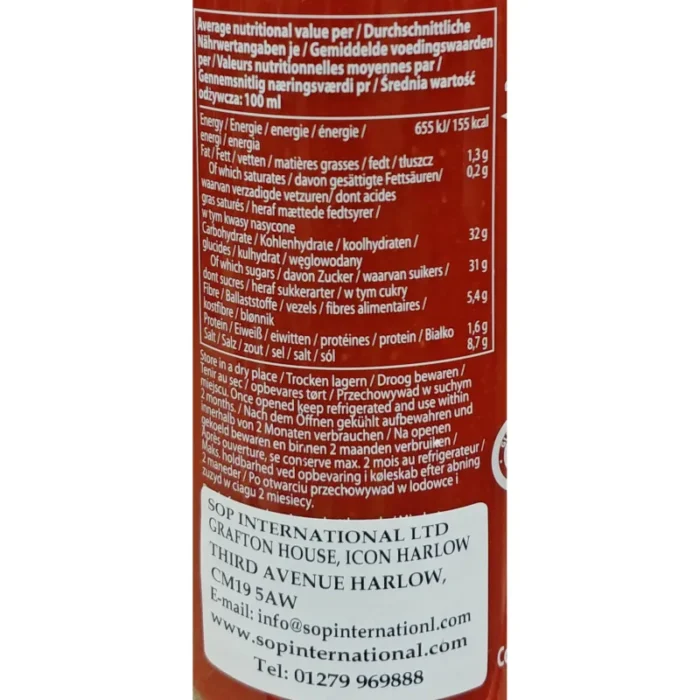 Average nutritional value per / Durchschnittliche
Nährwertangaben je / Gemiddelde voedingswaarden
per / Valeurs nutritionnelles moyennes par /
Gennemsnitlig næringsværdi pr / Średnia wartość
odżywcza: 100 ml
Energy / Energie / energie / énergie / 655 kJ / 155 kcal
energi / energia
Fat / Fett / vetten / matières grasses / fedt / tłuszcz 1,3 g
Of which saturates / davon gesättigte Fettsäuren / 0,2 g
waarvan verzadigde vetzuren / dont acides
gras saturés / heraf mættede fedtsyrer /
w tym kwasy nasycone
Carbohydrate / Kohlenhydrate / koolhydraten / 32 g
glucides / kulhydrat / węglowodany
Of which sugars / davon Zucker / waarvan suikers / 31 g
dont sucres / heraf sukkerarter / w tym cukry
Fibre / Ballaststoffe / vezels / fibres alimentaires / 5,4 g
kostfibre / błonnik
Protein / Eiweiß / eiwitten / protéines / protein / Białko 1,6 g
Salt / Salz / zout / sel / salt / sól 8,7 g
Store in a dry place / Trocken lagern / Droog bewaren /
Tenir au sec / opbevares tørt / Przechowywać w suchym
miejscu. Once opened keep refrigerated and use within
2 months. / Nach dem Öffnen gekühlt aufbewahren und
innerhalb von 2 Monaten verbrauchen / Na openen
gekoeld bewaren en binnen 2 maanden verbruiken /
Après ouverture, se conserve max. 2 mois au refrigerateur /
Maks. holdbarhed ved opbevaring i køleskab efter åbning
2 maneder / Po otwarciu przechowywać w lodowce i
zuzyd w ciagu 2 miesiecy.
SOP INTERNATIONAL LTD
GRAFTON HOUSE, ICON HARLOW
THIRD AVENUE HARLOW,
CM19 5AW
E-mail: info@sopinternationl.com
www.sopinternational.com
Tel: 01279 969888